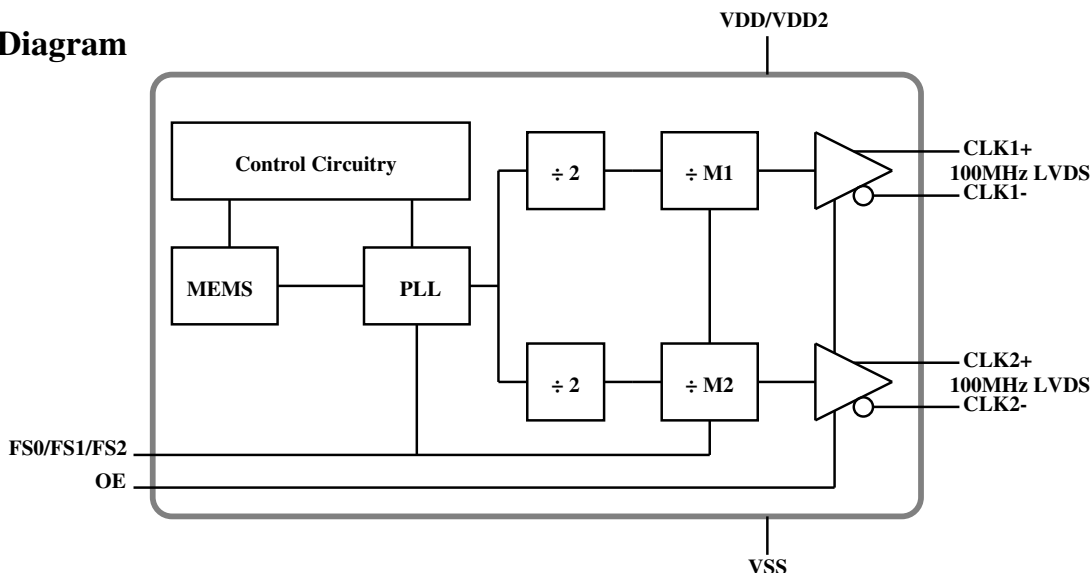 VDD/VDD2
Diagram
Control Circuitry
÷ 2
÷ M1
CLK1+
100MHz LVDS
CLK1-
MEMS
PLL
÷ 2
÷ M2
CLK2+
100MHz LVDS
CLK2-
FS0/FS1/FS2
OE
VSS